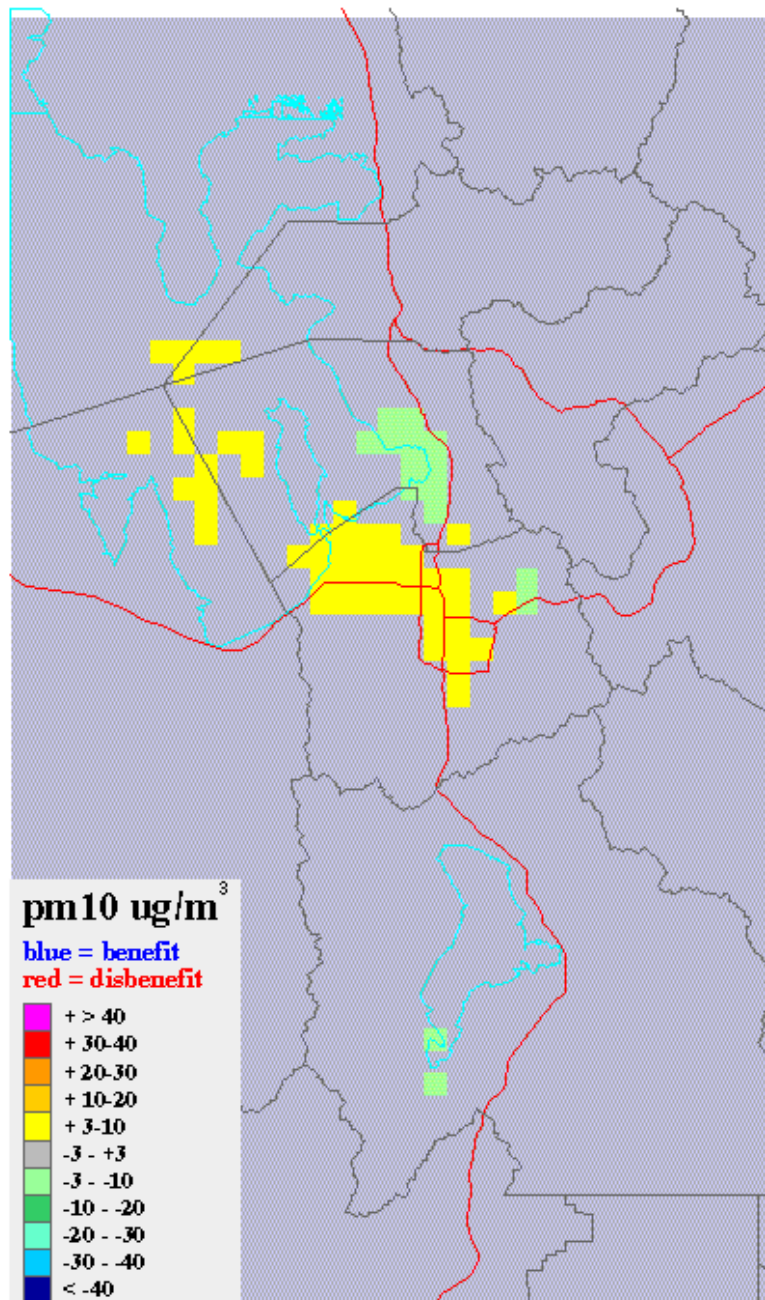 pm10 ug/m³
blue = benefit
red = disbenefit
+ > 40
+ 30-40
+ 20-30
+ 10-20
+ 3-10
-3 - +3
-3 - -10
-10 - -20
-20 - -30
-30 - -40
< -40